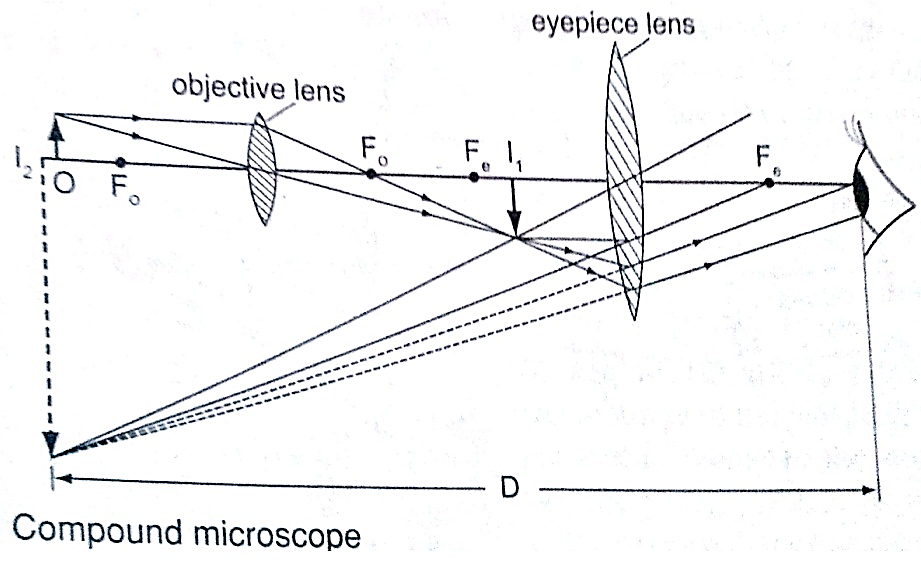 eyepiece lens
objective lens
I₂
O
Fₒ
Fₒ
Fₑ
I₁
Fₑ
D
Compound microscope